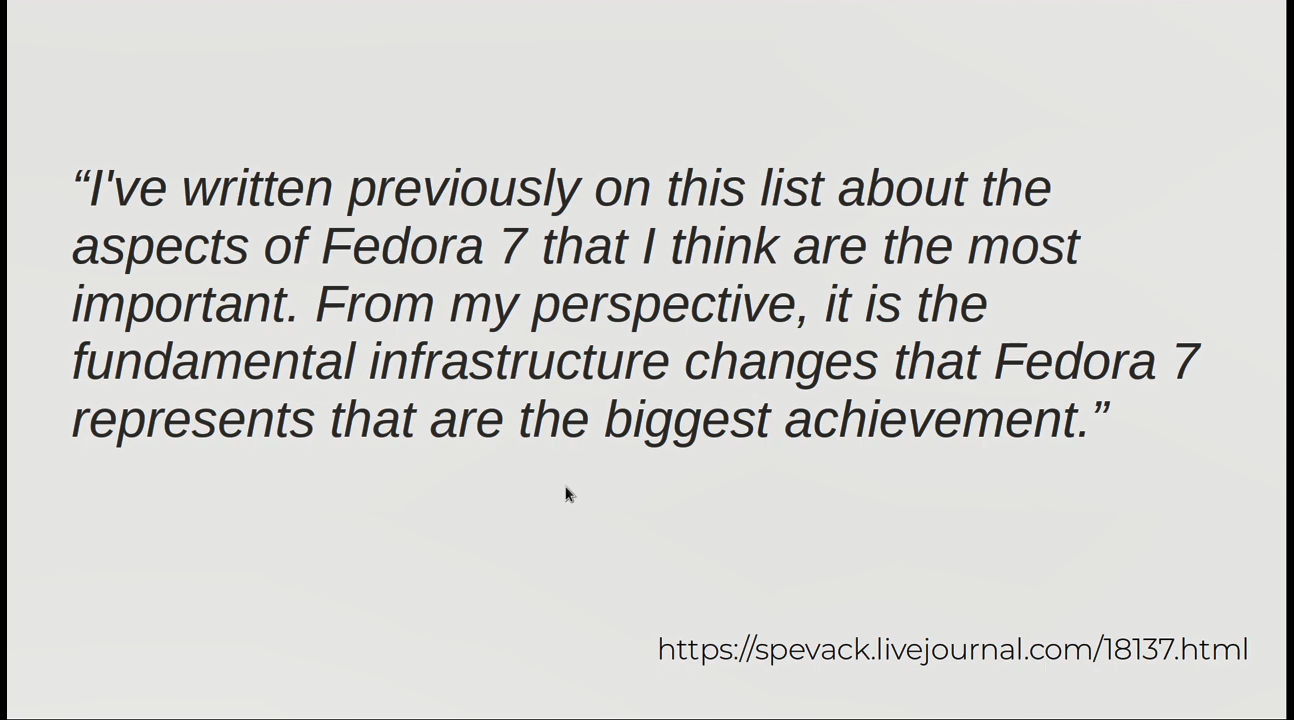 “I've written previously on this list about the
aspects of Fedora 7 that I think are the most
important. From my perspective, it is the
fundamental infrastructure changes that Fedora 7
represents that are the biggest achievement.”
https://spevack.livejournal.com/18137.html